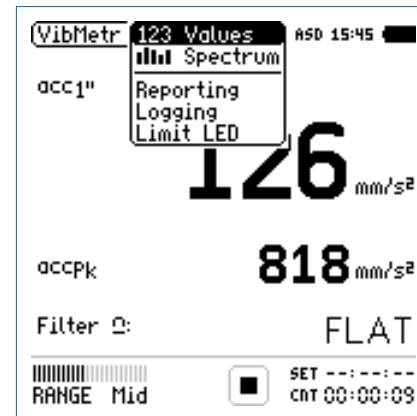 VibMetr 123 Values ASD 15:45
Spectrum
acc1" Reporting
Logging
Limit LED
126 mm/s²
accPk 818 mm/s²
Filter Ω: FLAT
SET --:--:--
RANGE Mid CNT 00:00:09